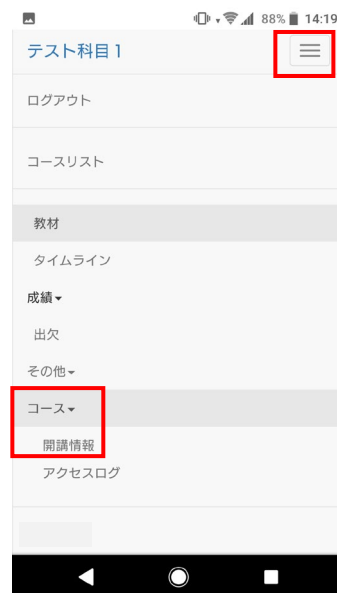 88% 14:19
テスト科目1
ログアウト
コースリスト
教材
タイムライン
成績▾
出欠
その他▾
コース▾
開講情報
アクセスログ